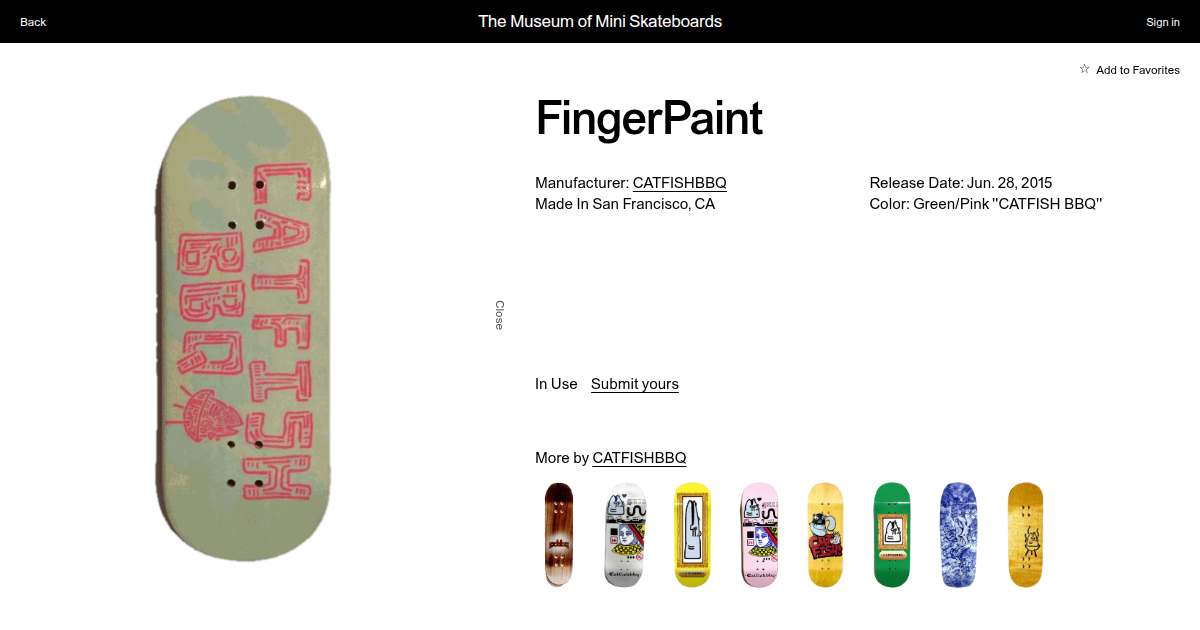 Back
The Museum of Mini Skateboards
Sign in
☆ Add to Favorites
CATFISH
BBQ
FingerPaint
Manufacturer: CATFISHBBQ
Made In San Francisco, CA
Release Date: Jun. 28, 2015
Color: Green/Pink "CATFISH BBQ"
Close
In Use Submit yours
More by CATFISHBBQ